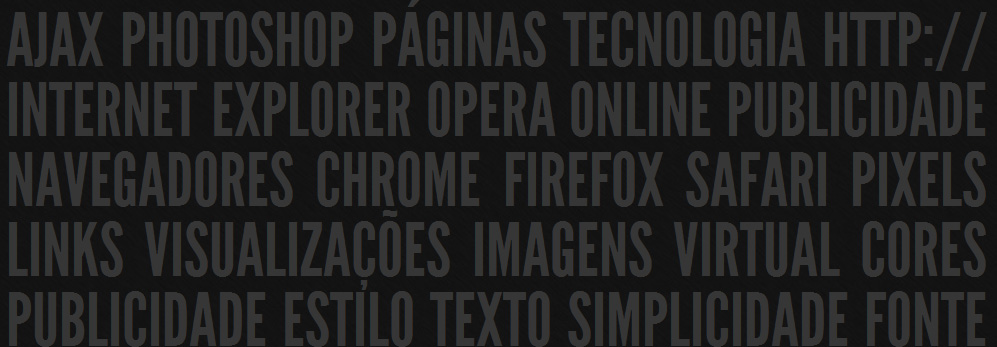 AJAX PHOTOSHOP PÁGINAS TECNOLOGIA HTTP://
INTERNET EXPLORER OPERA ONLINE PUBLICIDADE
NAVEGADORES CHROME FIREFOX SAFARI PIXELS
LINKS VISUALIZAÇÕES IMAGENS VIRTUAL CORES
PUBLICIDADE ESTILO TEXTO SIMPLICIDADE FONTE